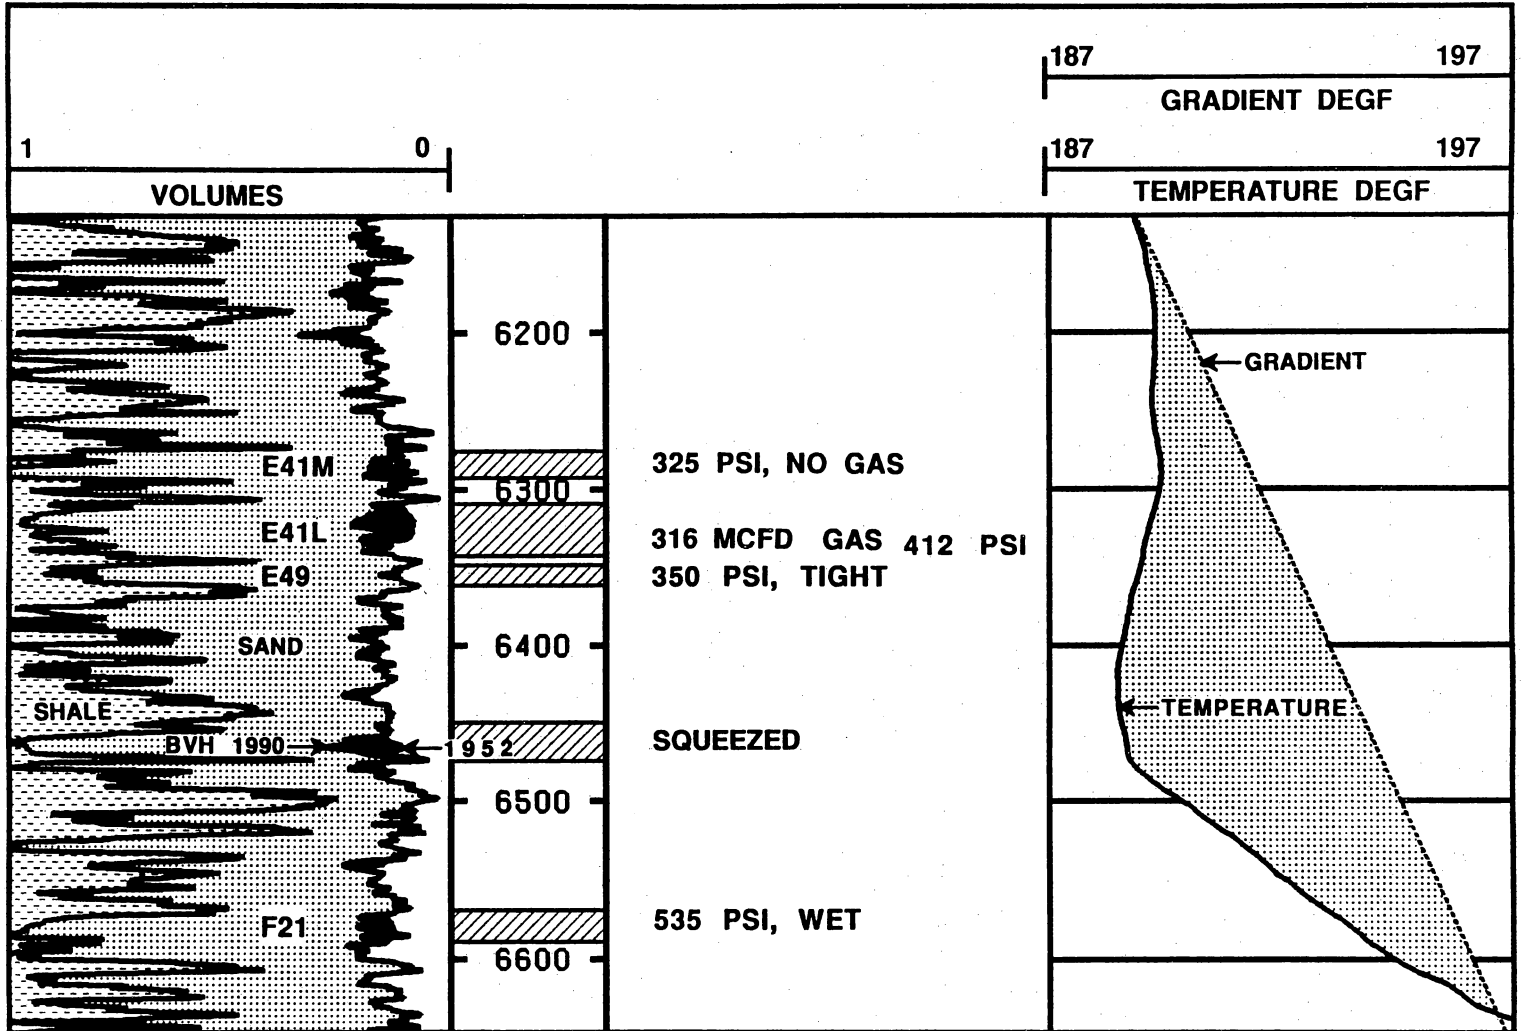 187 197
GRADIENT DEGF
1 0
187 197
VOLUMES
TEMPERATURE DEGF
6200
GRADIENT
E41M
325 PSI, NO GAS
6300
E41L
316 MCFD GAS 412 PSI
E49
350 PSI, TIGHT
SAND
6400
SHALE
TEMPERATURE
BVH 1990
1952
SQUEEZED
6500
F21
535 PSI, WET
6600